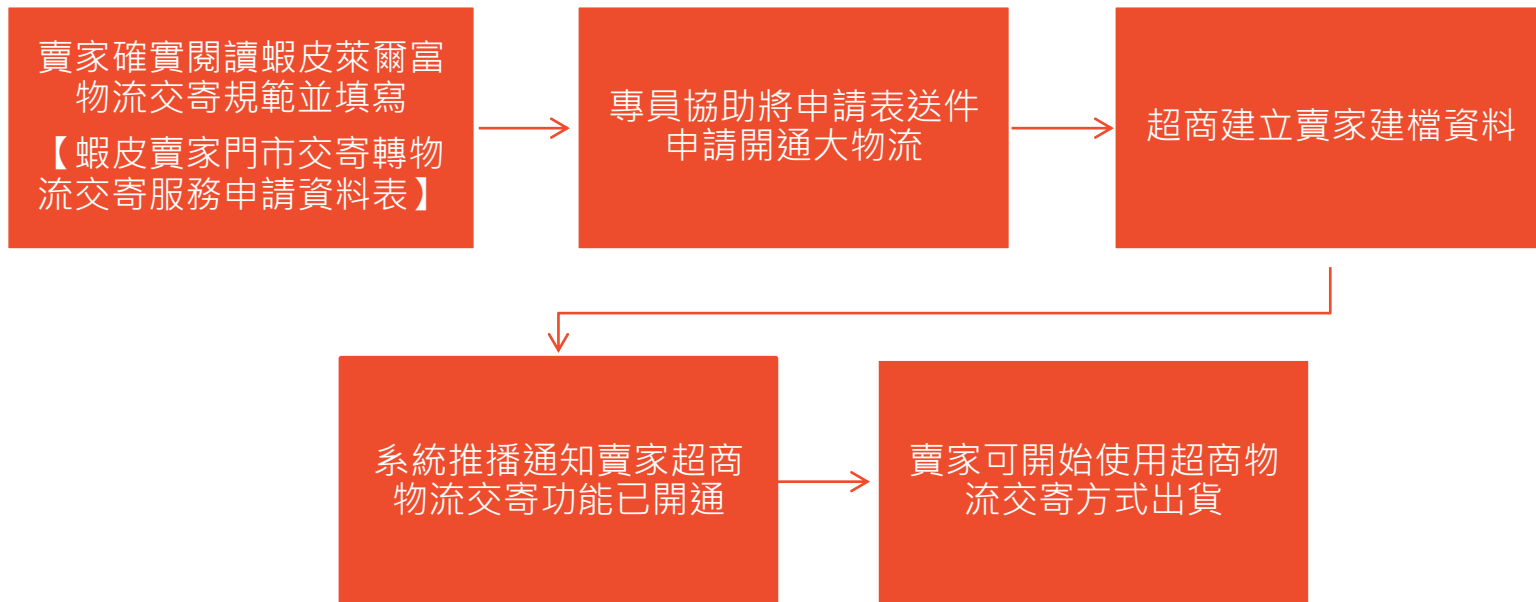 賣家確實閱讀蝦皮萊爾富
物流交寄規範並填寫
【蝦皮賣家門市交寄轉物
流交寄服務申請資料表】
專員協助將申請表送件
申請開通大物流
超商建立賣家建檔資料
系統推播通知賣家超商
物流交寄功能已開通
賣家可開始使用超商物
流交寄方式出貨